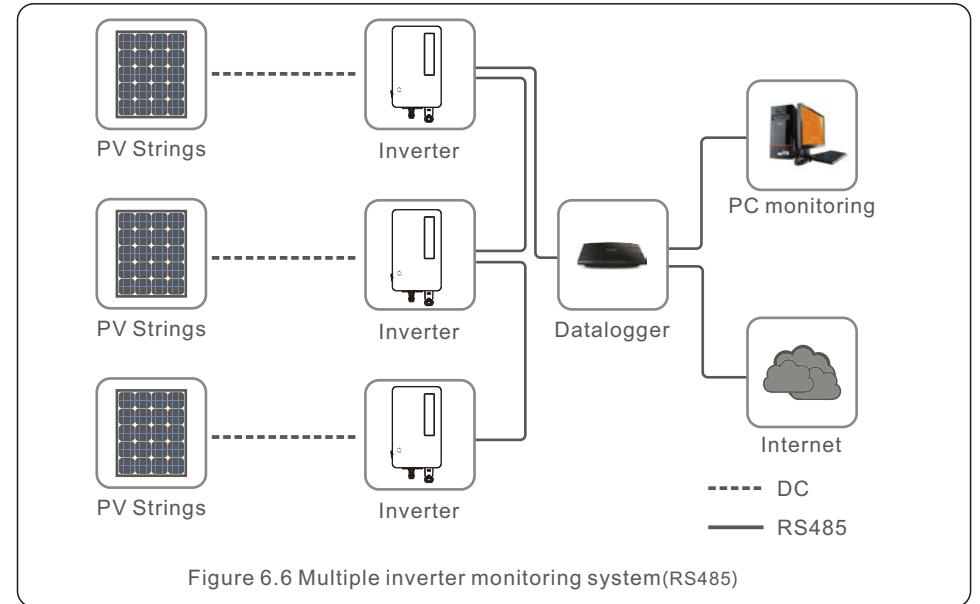 PV Strings
Inverter
PC monitoring
PV Strings
Inverter
Datalogger
Internet
PV Strings
Inverter
DC
RS485
Figure 6.6 Multiple inverter monitoring system(RS485)